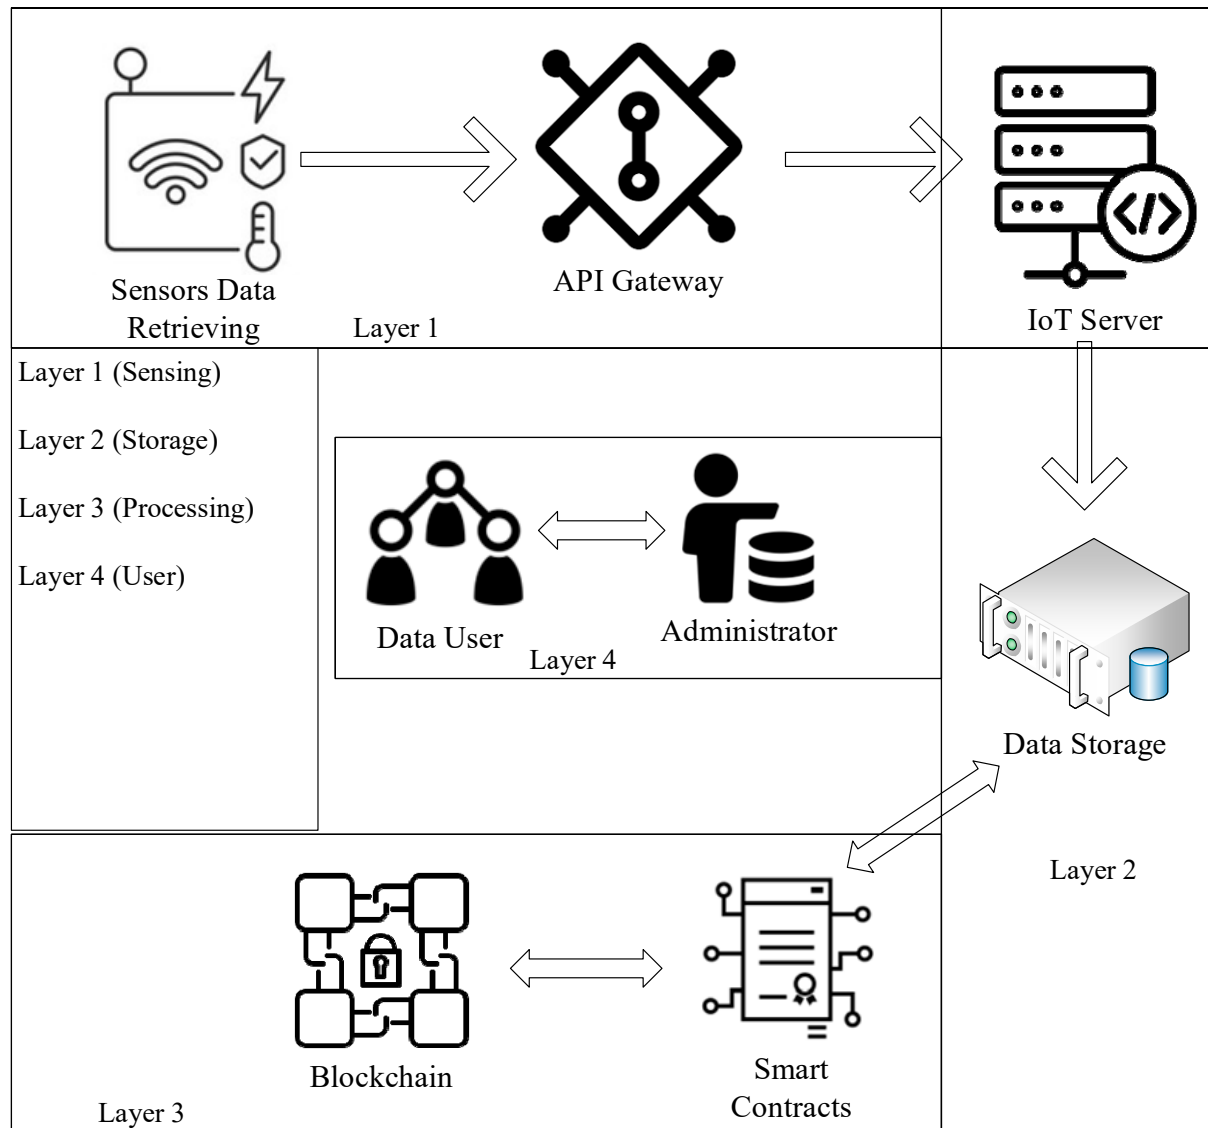 Sensors Data
Retrieving
API Gateway
IoT Server
Layer 1
Layer 1 (Sensing)
Layer 2 (Storage)
Layer 3 (Processing)
Layer 4 (User)
Data User
Administrator
Layer 4
Data Storage
Layer 2
Blockchain
Smart
Contracts
Layer 3